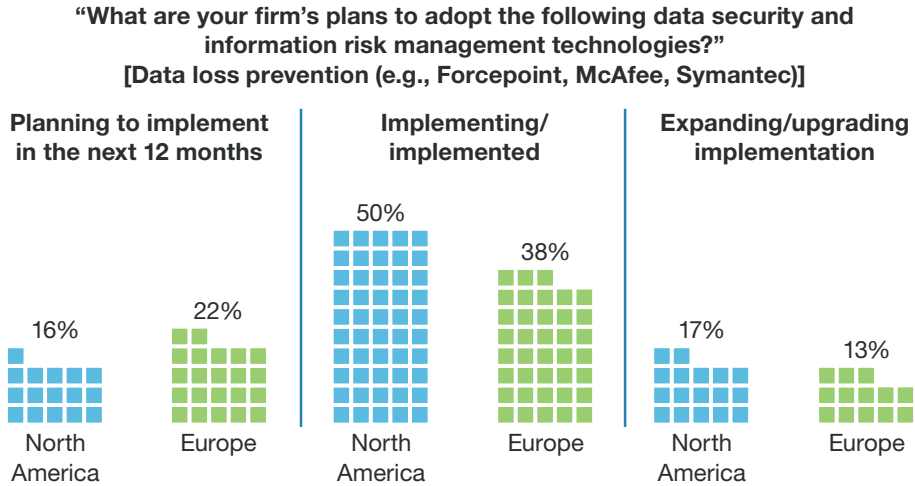 “What are your firm’s plans to adopt the following data security and
information risk management technologies?”
[Data loss prevention (e.g., Forcepoint, McAfee, Symantec)]
Planning to implement
in the next 12 months
16%
22%
North
America
Europe
Implementing/
implemented
50%
38%
North
America
Europe
Expanding/upgrading
implementation
17%
13%
North
America
Europe